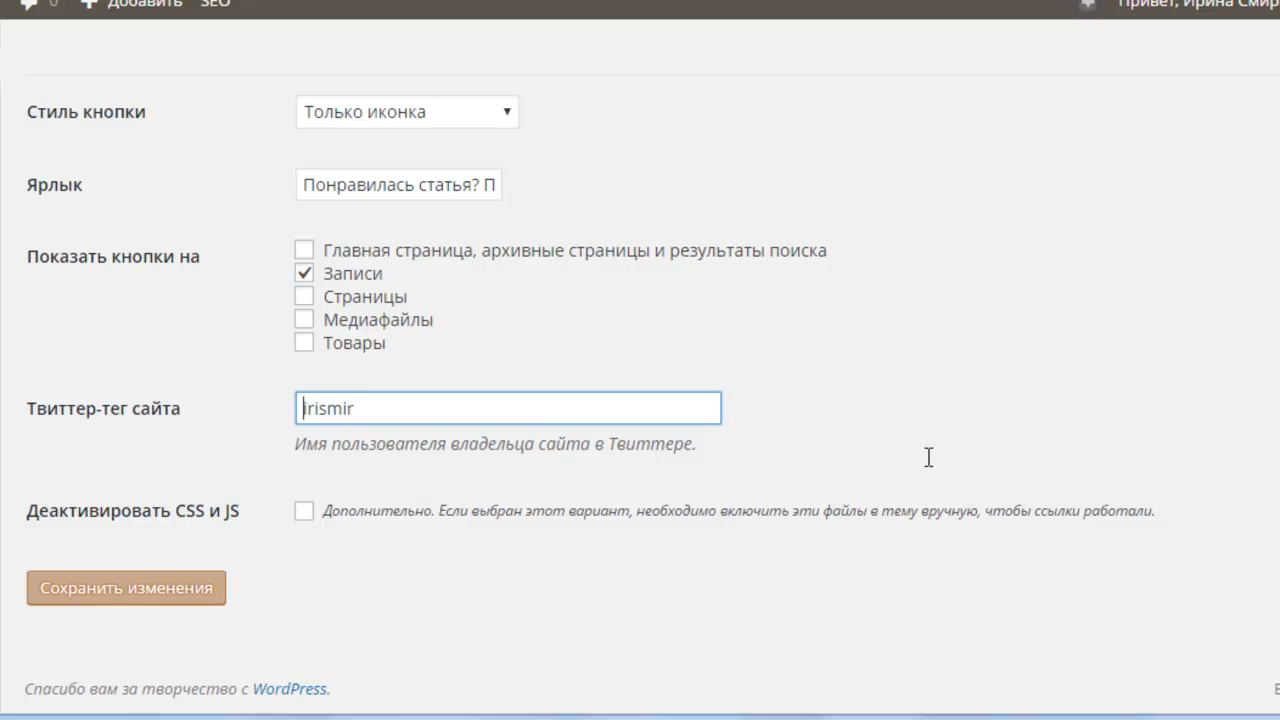 0 Добавить SEO Привет, Ирина Смир
Стиль кнопки Только иконка
Ярлык Понравилась статья? П
Показать кнопки на
Главная страница, архивные страницы и результаты поиска
Записи
Страницы
Медиафайлы
Товары
Твиттер-тег сайта irismir
Имя пользователя владельца сайта в Твиттере.
Деактивировать CSS и JS Дополнительно. Если выбран этот вариант, необходимо включить эти файлы в тему вручную, чтобы ссылки работали.
Сохранить изменения
Спасибо вам за творчество с WordPress.